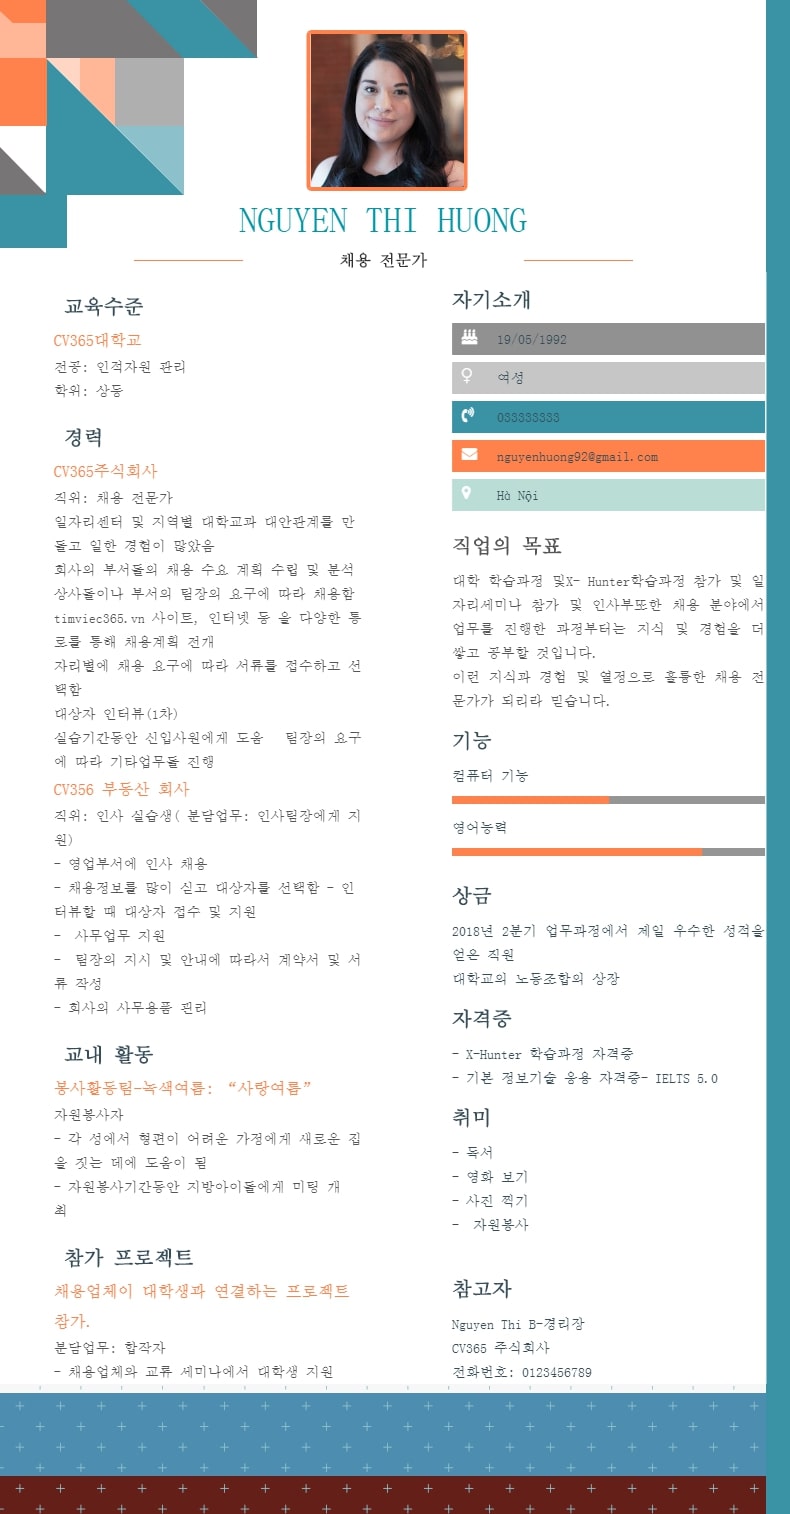 NGUYEN THI HUONG
채용 전문가
교육수준
CV365대학교
전공: 인적자원 관리
학위: 상등
경력
CV365주식회사
직위: 채용 전문가
일자리센터 및 지역별 대학교과 대안관계를 만
들고 일한 경험이 많았음
회사의 부서들의 채용 수요 계획 수립 및 분석
상사들이나 부서의 팀장의 요구에 따라 채용함
timviec365.vn 사이트, 인터넷 등 을 다양한 통
로를 통해 채용계획 전개
자리별에 채용 요구에 따라 서류를 접수하고 선
택함
대상자 인터뷰(1차)
실습기간동안 신입사원에게 도움 팀장의 요구
에 따라 기타업무를 진행
CV356 부동산 회사
직위: 인사 실습생( 분담업무: 인사팀장에게 지
원)
- 영업부서에 인사 채용
- 채용정보를 많이 싣고 대상자를 선택함 - 인
터뷰할 때 대상자 접수 및 지원
- 사무업무 지원
- 팀장의 지시 및 안내에 따라서 계약서 및 서
류 작성
- 회사의 사무용품 관리
교내 활동
봉사활동팀-녹색여름: “사랑여름”
자원봉사자
- 각 성에서 형편이 어려운 가정에게 새로운 집
을 짓는 데에 도움이 됨
- 자원봉사기간동안 지방아이들에게 미팅 개
최
참가 프로젝트
채용업체이 대학생과 연결하는 프로젝트
참가.
분담업무: 합작자
- 채용업체와 교류 세미나에서 대학생 지원
자기소개
19/05/1992
여성
033333333
nguyenhuong92@gmail.com
Hà Nội
직업의 목표
대학 학습과정 및X- Hunter학습과정 참가 및 일
자리세미나 참가 및 인사부또한 채용 분야에서
업무를 진행한 과정부터는 지식 및 경험을 더
쌓고 공부할 것입니다.
이런 지식과 경험 및 열정으로 훌륭한 채용 전
문가가 되리라 믿습니다.
기능
컴퓨터 기능
영어능력
상금
2018년 2분기 업무과정에서 제일 우수한 성적을
얻은 직원
대학교의 노동조합의 상장
자격증
- X-Hunter 학습과정 자격증
- 기본 정보기술 응용 자격증- IELTS 5.0
취미
- 독서
- 영화 보기
- 사진 찍기
- 자원봉사
참고자
Nguyen Thi B-경리장
CV365 주식회사
전화번호: 0123456789